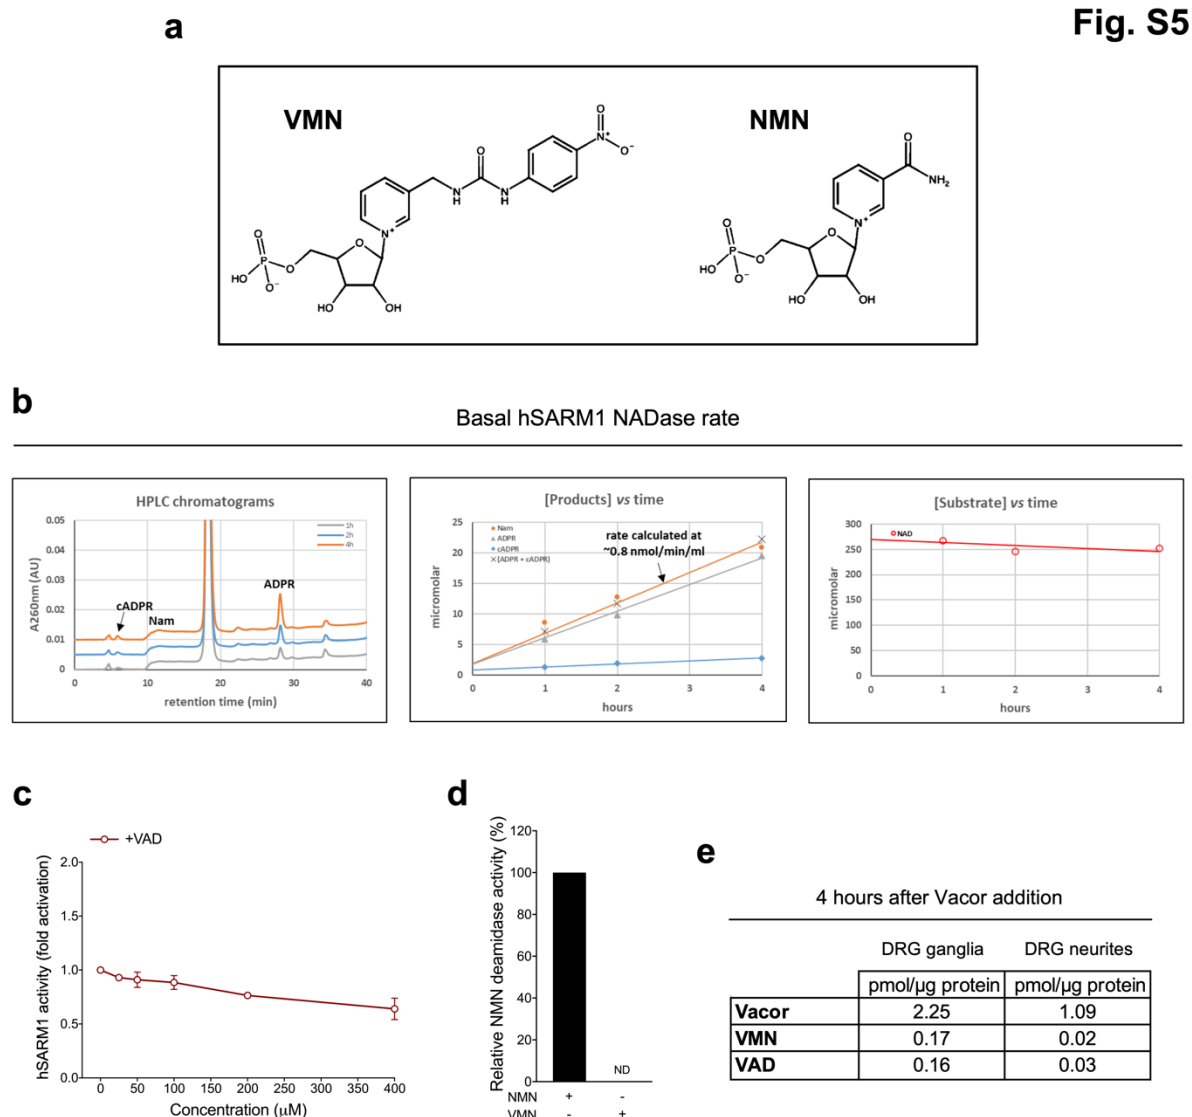 Fig. S5
a
VMN
NMN
O
N+
O-
O
N
H
N
H
N+
O
O
P
HO
O-
O
HO
OH
O
NH2
N+
O
O
P
HO
O-
O
HO
OH
b
Basal hSARM1 NADase rate
HPLC chromatograms
A260nm (AU)
0.05
0.04
0.03
0.02
0.01
0
1h
2h
4h
cADPR
Nam
ADPR
0 10 20 30 40
retention time (min)
[Products] vs time
micromolar
25
20
15
10
5
0
Nam
ADPR
cADPR
(ADPR + cADPR)
rate calculated at
~0.8 nmol/min/ml
0 1 2 3 4
hours
[Substrate] vs time
micromolar
300
250
200
150
100
50
0
NAD
0 1 2 3 4
hours
c
+VAD
hSARM1 activity (fold activation)
2.0
1.5
1.0
0.5
0.0
0 50 100 150 200 250 300 350 400
Concentration (µM)
d
Relative NMN deamidase activity (%)
120
100
80
60
40
20
0
ND
NMN + -
VMN - +
e
4 hours after Vacor addition
DRG ganglia DRG neurites
pmol/µg protein pmol/µg protein
Vacor 2.25 1.09
VMN 0.17 0.02
VAD 0.16 0.03